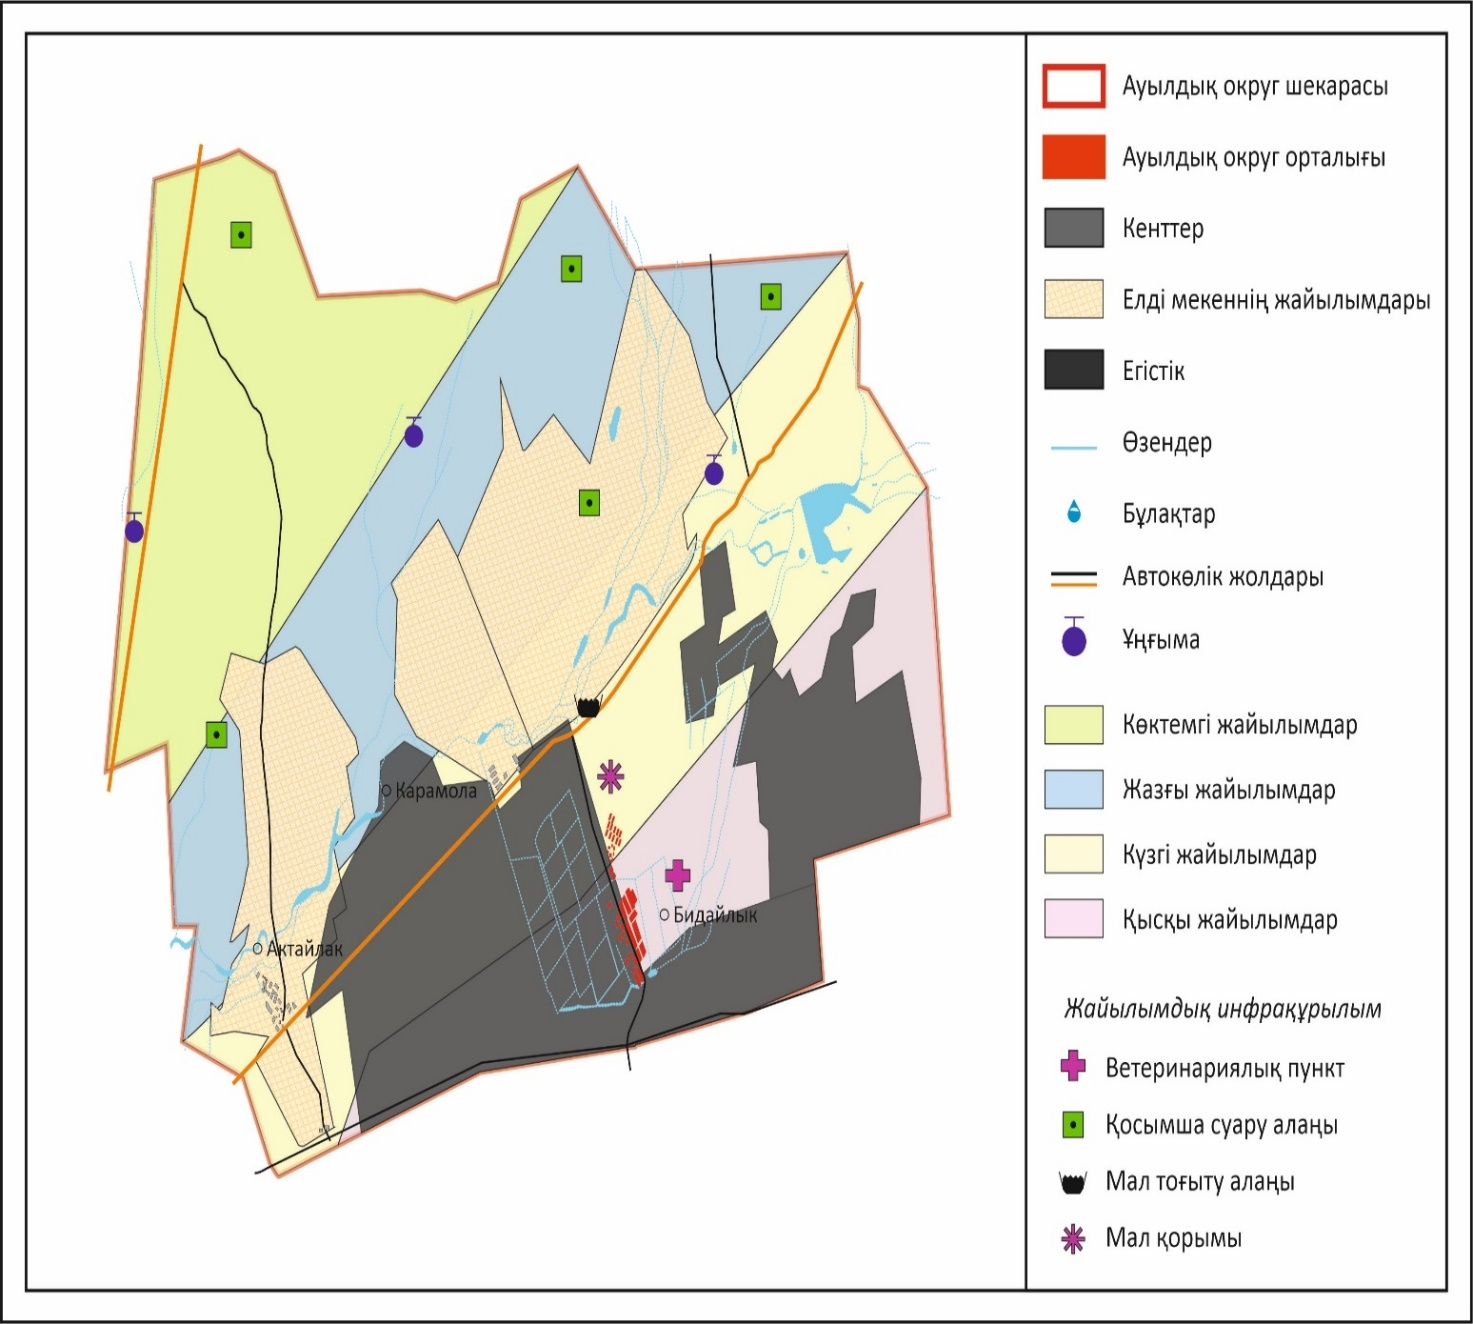 Карамола
Бидайлык
Актайлак
Ауылдық округ шекарасы
Ауылдық округ орталығы
Кенттер
Елді мекеннің жайылымдары
Егістік
Өзендер
Бұлақтар
Автокөлік жолдары
Ұңғыма
Көктемгі жайылымдар
Жазғы жайылымдар
Күзгі жайылымдар
Қысқы жайылымдар
Жайылымдық инфрақұрылым
Ветеринариялық пункт
Қосымша суару алаңы
Мал тоғыту алаңы
Мал қорымы